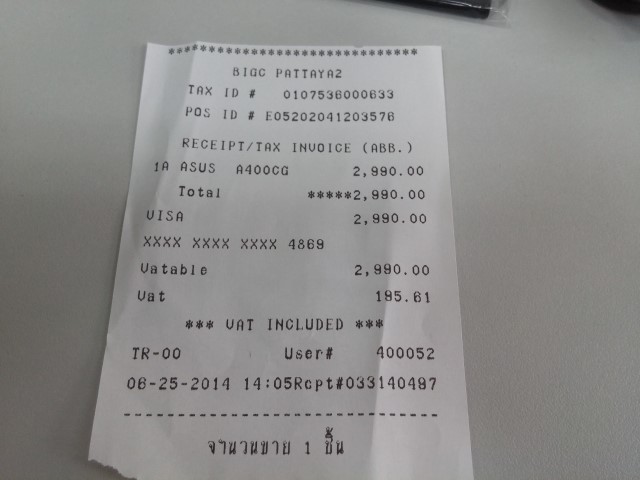 ********************************
BIGC PATTAYA2
TAX ID # 0107536000633
POS ID # E05202041203576
RECEIPT/TAX INVOICE (ABB.)
1A ASUS A400CG 2,990.00
Total *****2,990.00
VISA 2,990.00
XXXX XXXX XXXX 4869
Vatable 2,990.00
Vat 195.61
*** VAT INCLUDED ***
TR-00 User# 400052
06-25-2014 14:05Rcpt#033140497
--------------------------------
จำนวนขาย 1 ชิ้น